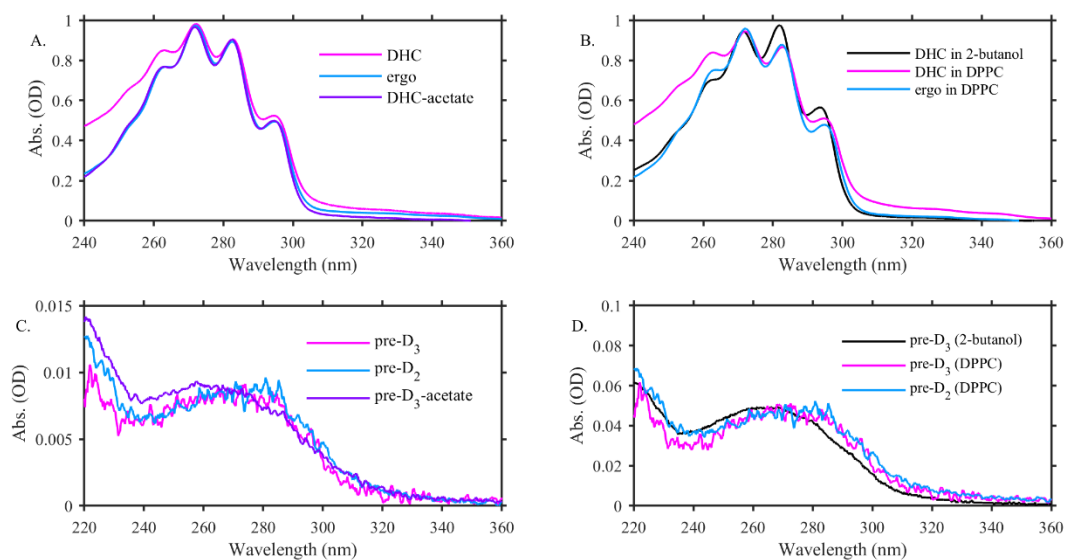 A.
DHC
ergo
DHC-acetate
1
0.8
0.6
0.4
0.2
0
Abs. (OD)
240 260 280 300 320 340 360
Wavelength (nm)
B.
DHC in 2-butanol
DHC in DPPC
ergo in DPPC
1
0.8
0.6
0.4
0.2
0
Abs. (OD)
240 260 280 300 320 340 360
Wavelength (nm)
C.
pre-D₃
pre-D₂
pre-D₃-acetate
0.015
0.01
0.005
0
Abs. (OD)
220 240 260 280 300 320 340 360
Wavelength (nm)
D.
pre-D₃ (2-butanol)
pre-D₃ (DPPC)
pre-D₂ (DPPC)
0.1
0.08
0.06
0.04
0.02
0
Abs. (OD)
220 240 260 280 300 320 340 360
Wavelength (nm)